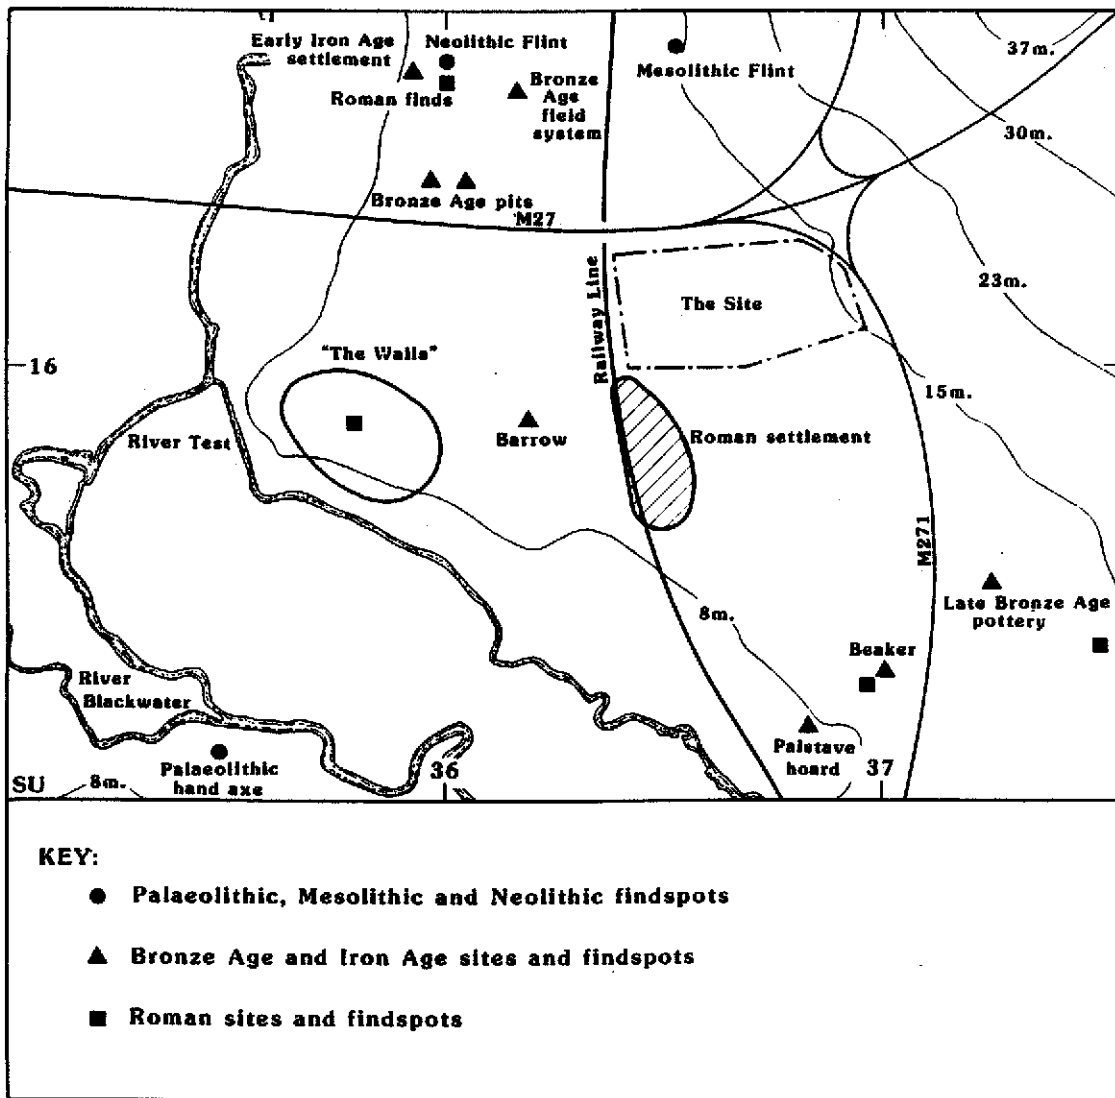 Early Iron Age
settlement
Neolithic Flint
Roman finds
Bronze
Age
field
system
Mesolithic Flint
37m.
30m.
Bronze Age pits
M27
23m.
Railway Line
The Site
16
"The Walls"
15m.
River Test
Barrow
Roman settlement
M271
8m.
Late Bronze Age
pottery
Beaker
River
Blackwater
Palstave
hoard
Palaeolithic
hand axe
36
37
SU
8m.
KEY:
Palaeolithic, Mesolithic and Neolithic findspots
Bronze Age and Iron Age sites and findspots
Roman sites and findspots